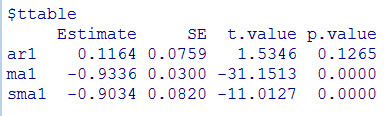 $ttable
Estimate SE t.value p.value
ar1 0.1164 0.0759 1.5346 0.1265
ma1 -0.9336 0.0300 -31.1513 0.0000
sma1 -0.9034 0.0820 -11.0127 0.0000